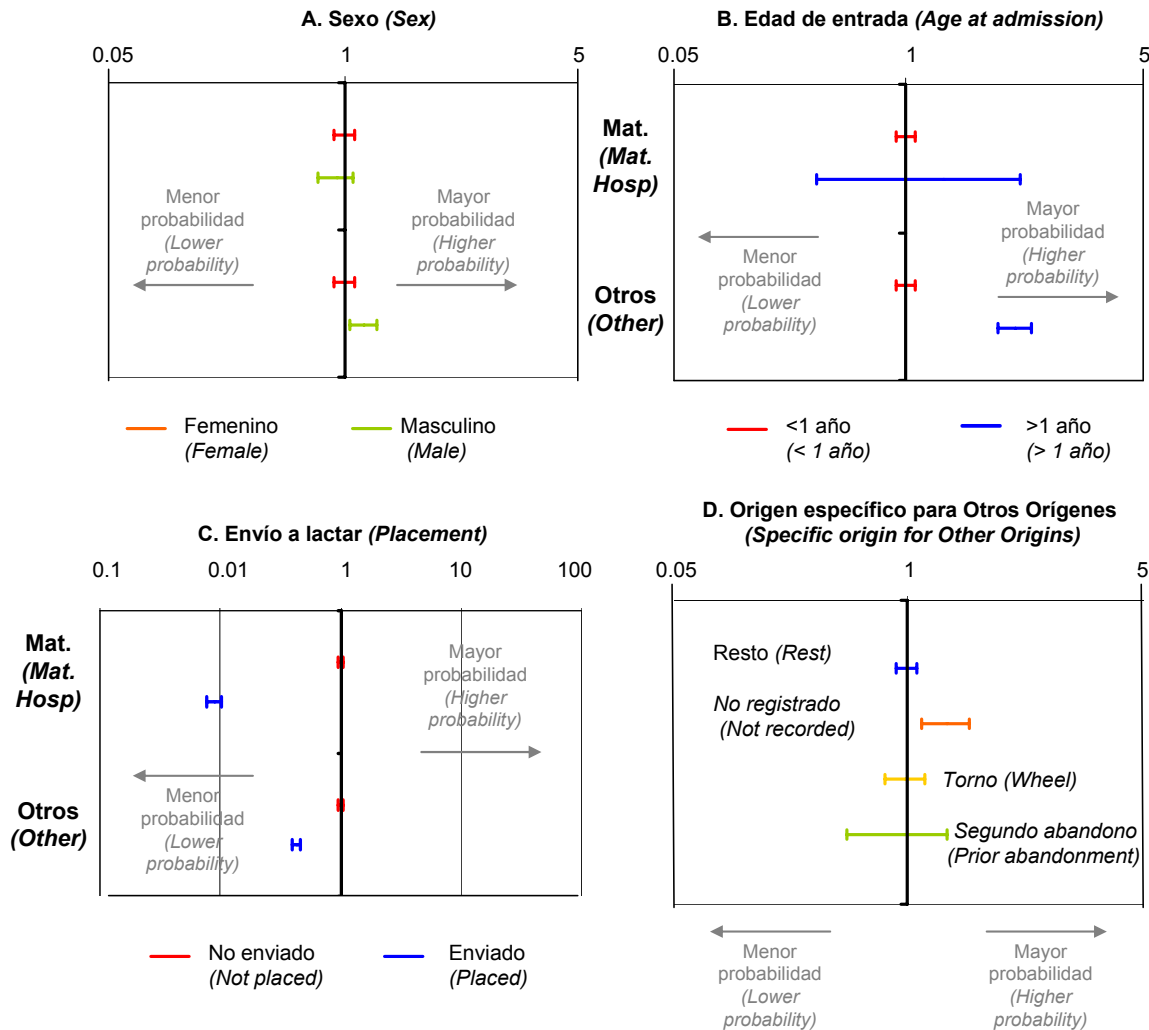 A. Sexo (Sex)
0.05 1 5
Menor
probabilidad
(Lower
probability)
Mayor
probabilidad
(Higher
probability)
Femenino
(Female)
Masculino
(Male)
B. Edad de entrada (Age at admission)
0.05 1 5
Mat.
(Mat.
Hosp)
Otros
(Other)
Menor
probabilidad
(Lower
probability)
Mayor
probabilidad
(Higher
probability)
<1 año
(< 1 año)
>1 año
(> 1 año)
C. Envío a lactar (Placement)
0.1 0.01 1 10 100
Mat.
(Mat.
Hosp)
Otros
(Other)
Mayor
probabilidad
(Higher
probability)
Menor
probabilidad
(Lower
probability)
No enviado
(Not placed)
Enviado
(Placed)
D. Origen específico para Otros Orígenes
(Specific origin for Other Origins)
0.05 1 5
Resto (Rest)
No registrado
(Not recorded)
Torno (Wheel)
Segundo abandono
(Prior abandonment)
Menor
probabilidad
(Lower
probability)
Mayor
probabilidad
(Higher
probability)